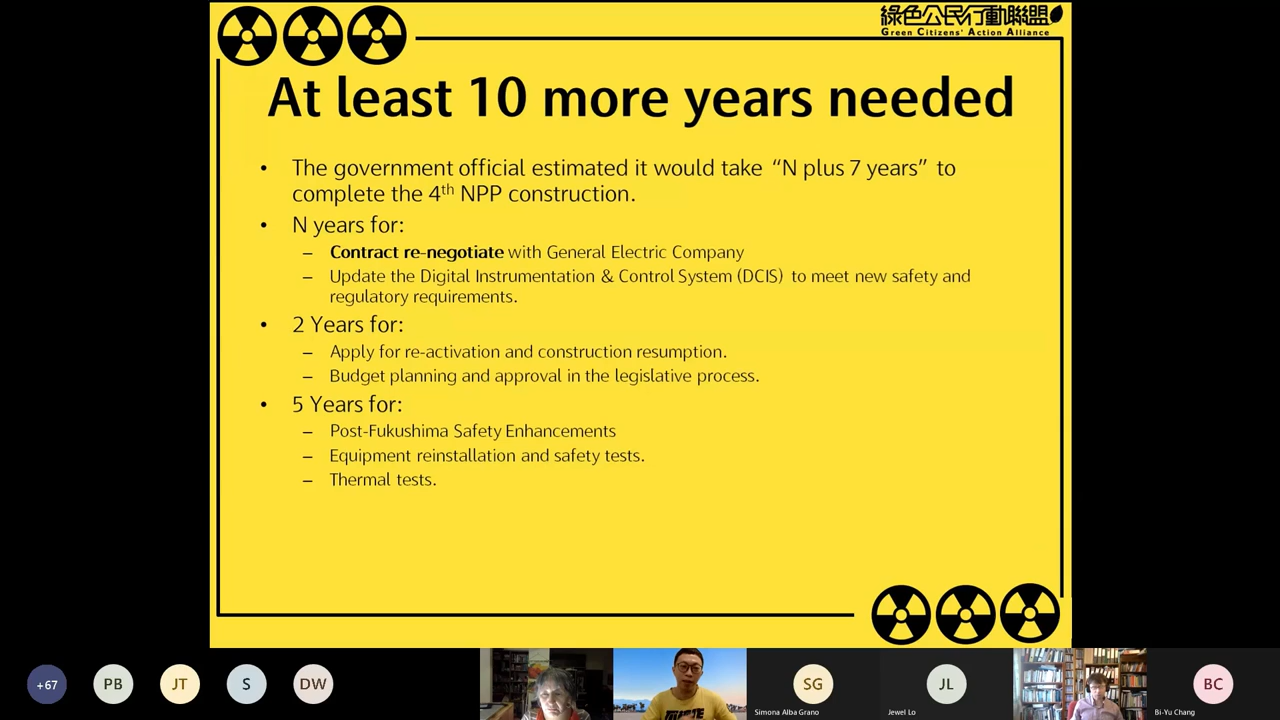 綠色公民行動聯盟
Green Citizens' Action Alliance
At least 10 more years needed
• The government official estimated it would take “N plus 7 years” to
complete the 4th NPP construction.
• N years for:
– Contract re-negotiate with General Electric Company
– Update the Digital Instrumentation & Control System (DCIS) to meet new safety and
regulatory requirements.
• 2 Years for:
– Apply for re-activation and construction resumption.
– Budget planning and approval in the legislative process.
• 5 Years for:
– Post-Fukushima Safety Enhancements
– Equipment reinstallation and safety tests.
– Thermal tests.
+67 PB JT S DW SG JL BC
Simona Alba Grano Jewel Lo Bi-Yu Chang